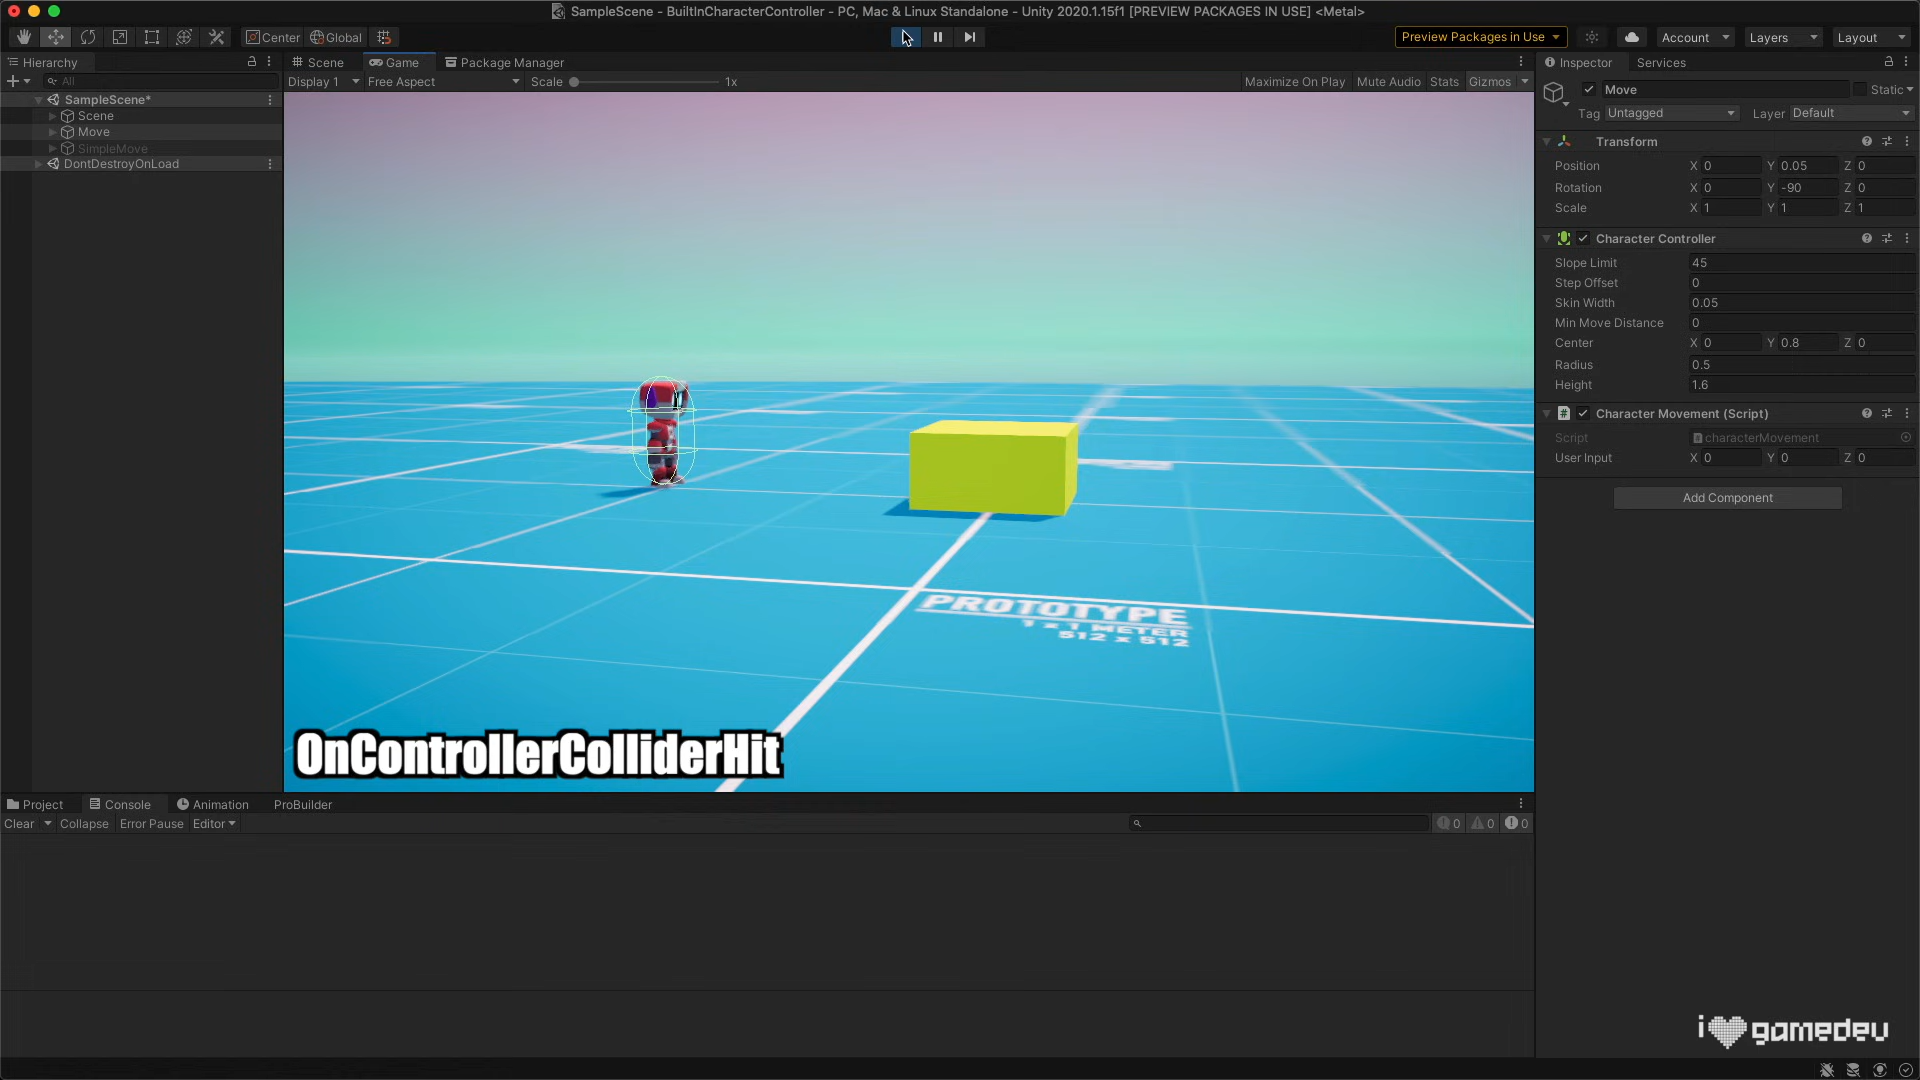 SampleScene - BuiltInCharacterController - PC, Mac & Linux Standalone - Unity 2020.1.15f1 [PREVIEW PACKAGES IN USE] <Metal>
Center Global Preview Packages in Use Account Layers Layout
Hierarchy
All
SampleScene*
Scene
Move
SimpleMove
DontDestroyOnLoad
Scene Game Package Manager
Display 1 Free Aspect Scale 1x Maximize On Play Mute Audio Stats Gizmos
PROTOTYPE
1 x 1 METER
512 x 512
OnControllerColliderHit
Project Console Animation ProBuilder
Clear Collapse Error Pause Editor 0 0 0
Inspector Services
Move Static
Tag Untagged Layer Default
Transform
Position X 0 Y 0.05 Z 0
Rotation X 0 Y -90 Z 0
Scale X 1 Y 1 Z 1
Character Controller
Slope Limit 45
Step Offset 0
Skin Width 0.05
Min Move Distance 0
Center X 0 Y 0.8 Z 0
Radius 0.5
Height 1.6
Character Movement (Script)
Script characterMovement
User Input X 0 Y 0 Z 0
Add Component
i gamedev